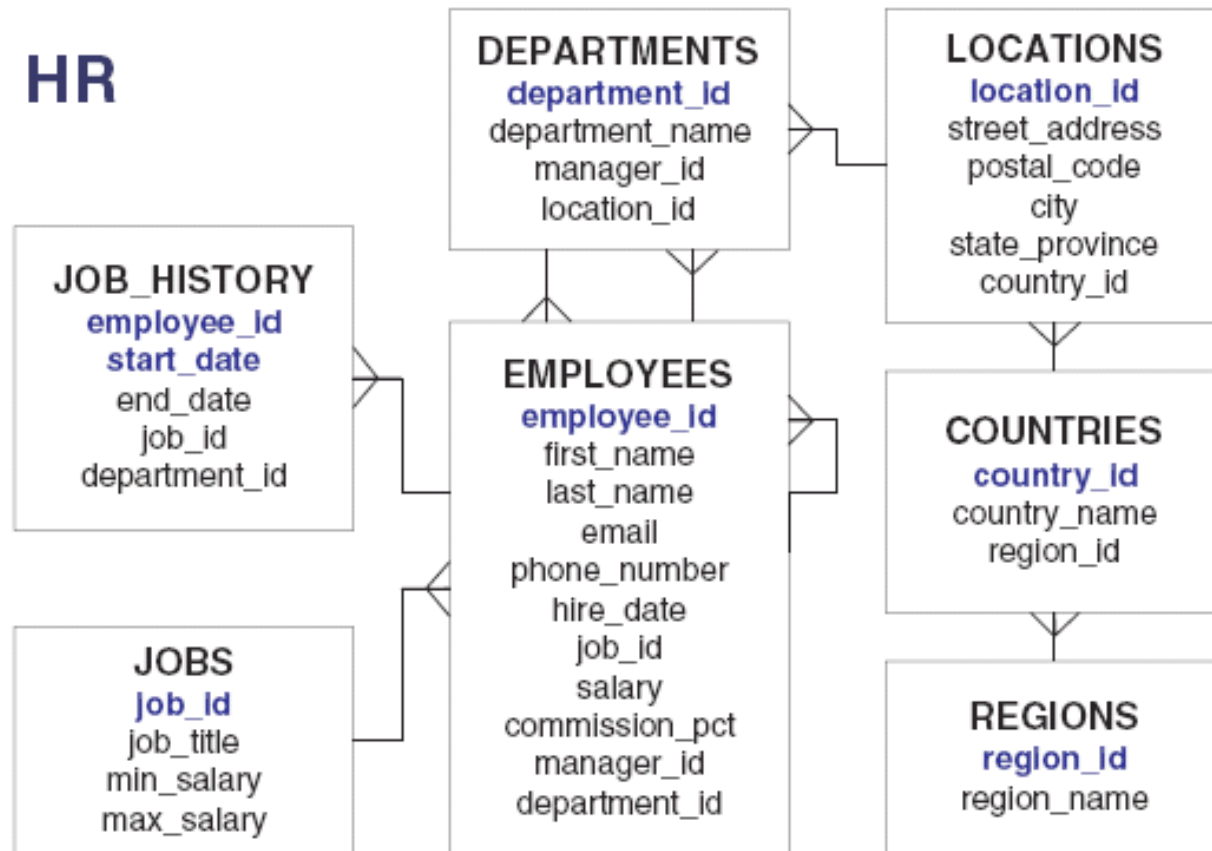 HR
DEPARTMENTS
department_id
department_name
manager_id
location_id
LOCATIONS
location_id
street_address
postal_code
city
state_province
country_id
JOB_HISTORY
employee_id
start_date
end_date
job_id
department_id
EMPLOYEES
employee_id
first_name
last_name
email
phone_number
hire_date
job_id
salary
commission_pct
manager_id
department_id
COUNTRIES
country_id
country_name
region_id
JOBS
job_id
job_title
min_salary
max_salary
REGIONS
region_id
region_name